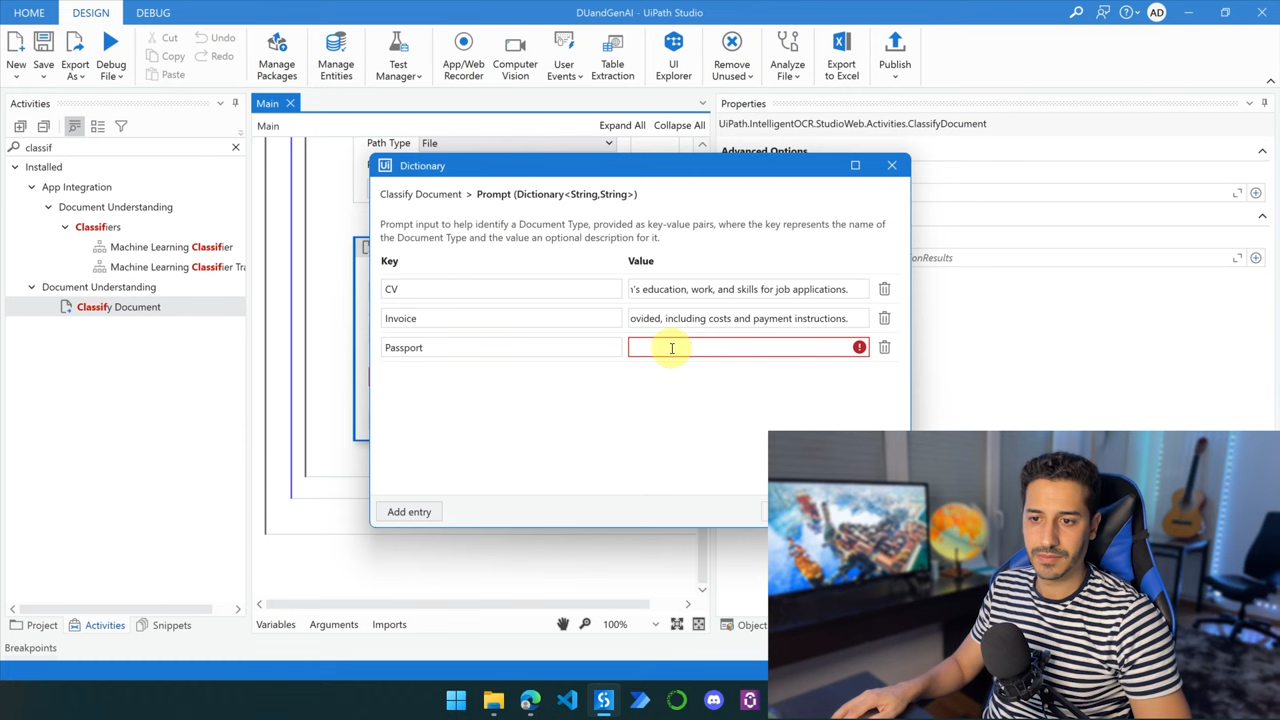 HOME
DESIGN
DEBUG
DUandGenAI - UiPath Studio
AD
New
Save
Export As
Debug File
Cut
Copy
Paste
Undo
Redo
Manage Packages
Manage Entities
Test Manager
App/Web Recorder
Computer Vision
User Events
Table Extraction
UI Explorer
Remove Unused
Analyze File
Export to Excel
Publish
Activities
classif
Installed
App Integration
Document Understanding
Classifiers
Machine Learning Classifier
Machine Learning Classifier Tra
Document Understanding
Classify Document
Project
Activities
Snippets
Breakpoints
Main
Main
Expand All
Collapse All
Path Type
File
Ui
Dictionary
Classify Document > Prompt (Dictionary<String,String>)
Prompt input to help identify a Document Type, provided as key-value pairs, where the key represents the name of
the Document Type and the value an optional description for it.
Key
Value
CV
's education, work, and skills for job applications.
Invoice
ovided, including costs and payment instructions.
Passport
Add entry
Variables
Arguments
Imports
100%
Properties
UiPath.IntelligentOCR.StudioWeb.Activities.ClassifyDocument
Advanced Options
onResults
Object